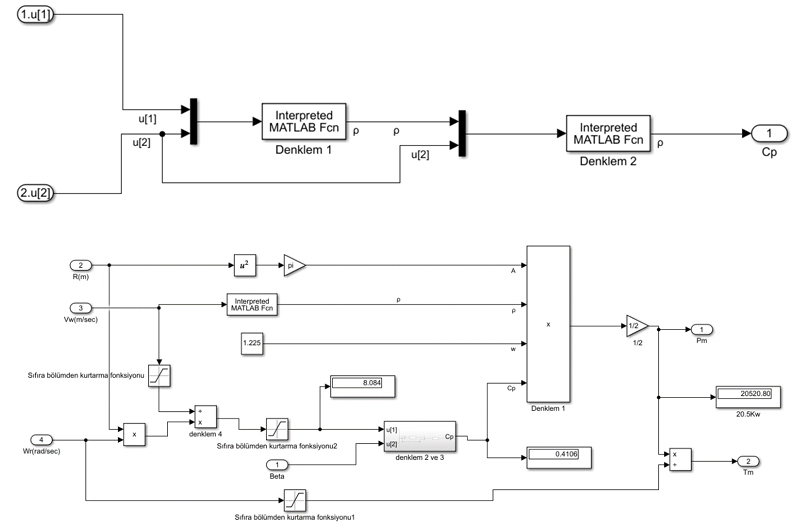 1.u[1]
u[1]
Interpreted
MATLAB Fcn
ρ
ρ
Denklem 1
u[2]
u[2]
Interpreted
MATLAB Fcn
ρ
Denklem 2
1
Cp
2.u[2]
2
R(m)
u²
pi
A
3
Vw(m/sec)
Interpreted
MATLAB Fcn
ρ
ρ
x
1/2
1/2
1
Pm
1.225
w
Sıfıra bölümden kurtarma fonksiyonu
8.084
Cp
Denklem 1
20520.80
20.5Kw
÷
x
denklem 4
Sıfıra bölümden kurtarma fonksiyonu2
u[1]
u[2]
Cp
denklem 2 ve 3
4
Wr(rad/sec)
x
1
Beta
0.4106
x
÷
2
Tm
Sıfıra bölümden kurtarma fonksiyonu1